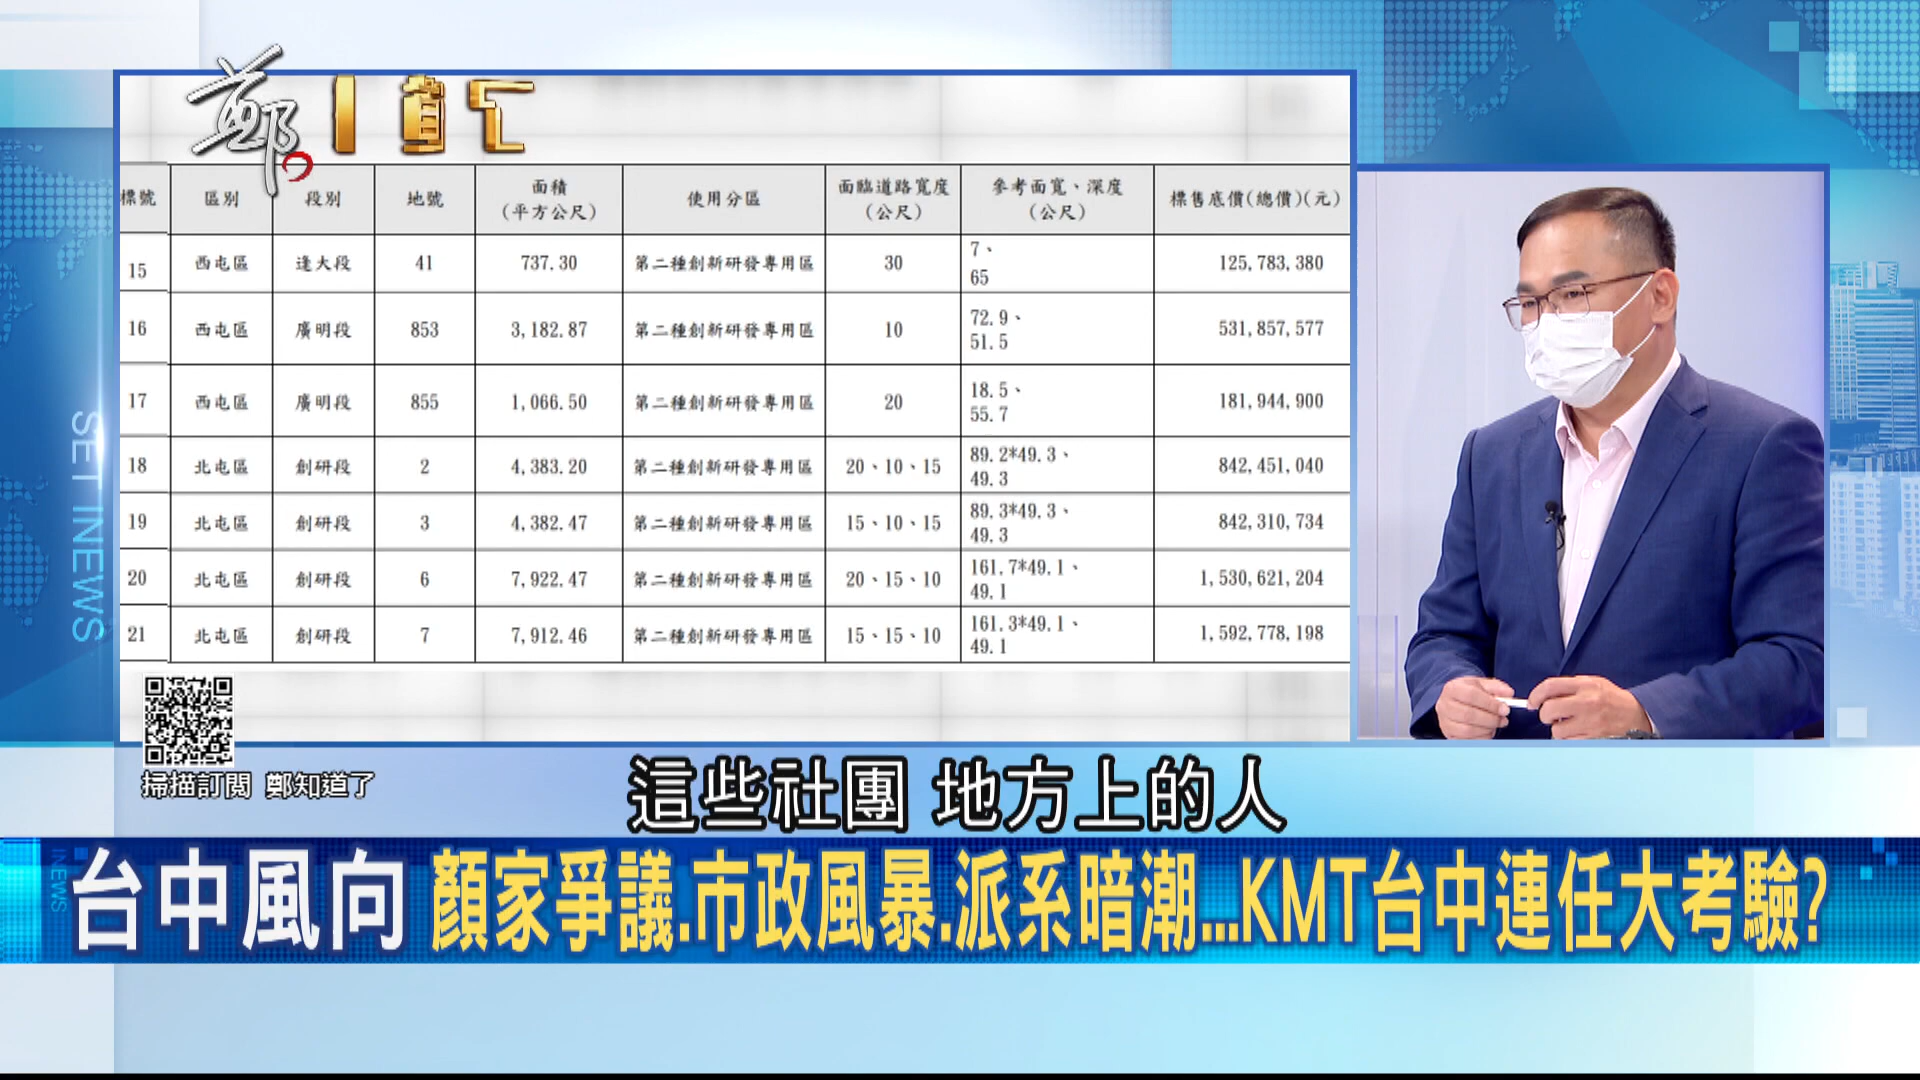 鄭
標號 區別 段別 地號 面積(平方公尺) 使用分區 面臨道路寬度(公尺) 參考面寬、深度(公尺) 標售底價(總價)(元)
15 西屯區 逢大段 41 737.30 第二種創新研發專用區 30 7、65 125,783,380
16 西屯區 廣明段 853 3,182.87 第二種創新研發專用區 10 72.9、51.5 531,857,577
17 西屯區 廣明段 855 1,066.50 第二種創新研發專用區 20 18.5、55.7 181,944,900
18 北屯區 創研段 2 4,383.20 第二種創新研發專用區 20、10、15 89.2*49.3、49.3 842,451,040
19 北屯區 創研段 3 4,382.47 第二種創新研發專用區 15、10、15 89.3*49.3、49.3 842,310,734
20 北屯區 創研段 6 7,922.47 第二種創新研發專用區 20、15、10 161.7*49.1、49.1 1,530,621,204
21 北屯區 創研段 7 7,912.46 第二種創新研發專用區 15、15、10 161.3*49.1、49.1 1,592,778,198
SET iNEWS
掃描訂閱 鄭知道了
這些社團 地方上的人
台中風向 顏家爭議.市政風暴.派系暗潮...KMT台中連任大考驗?
iNEWS